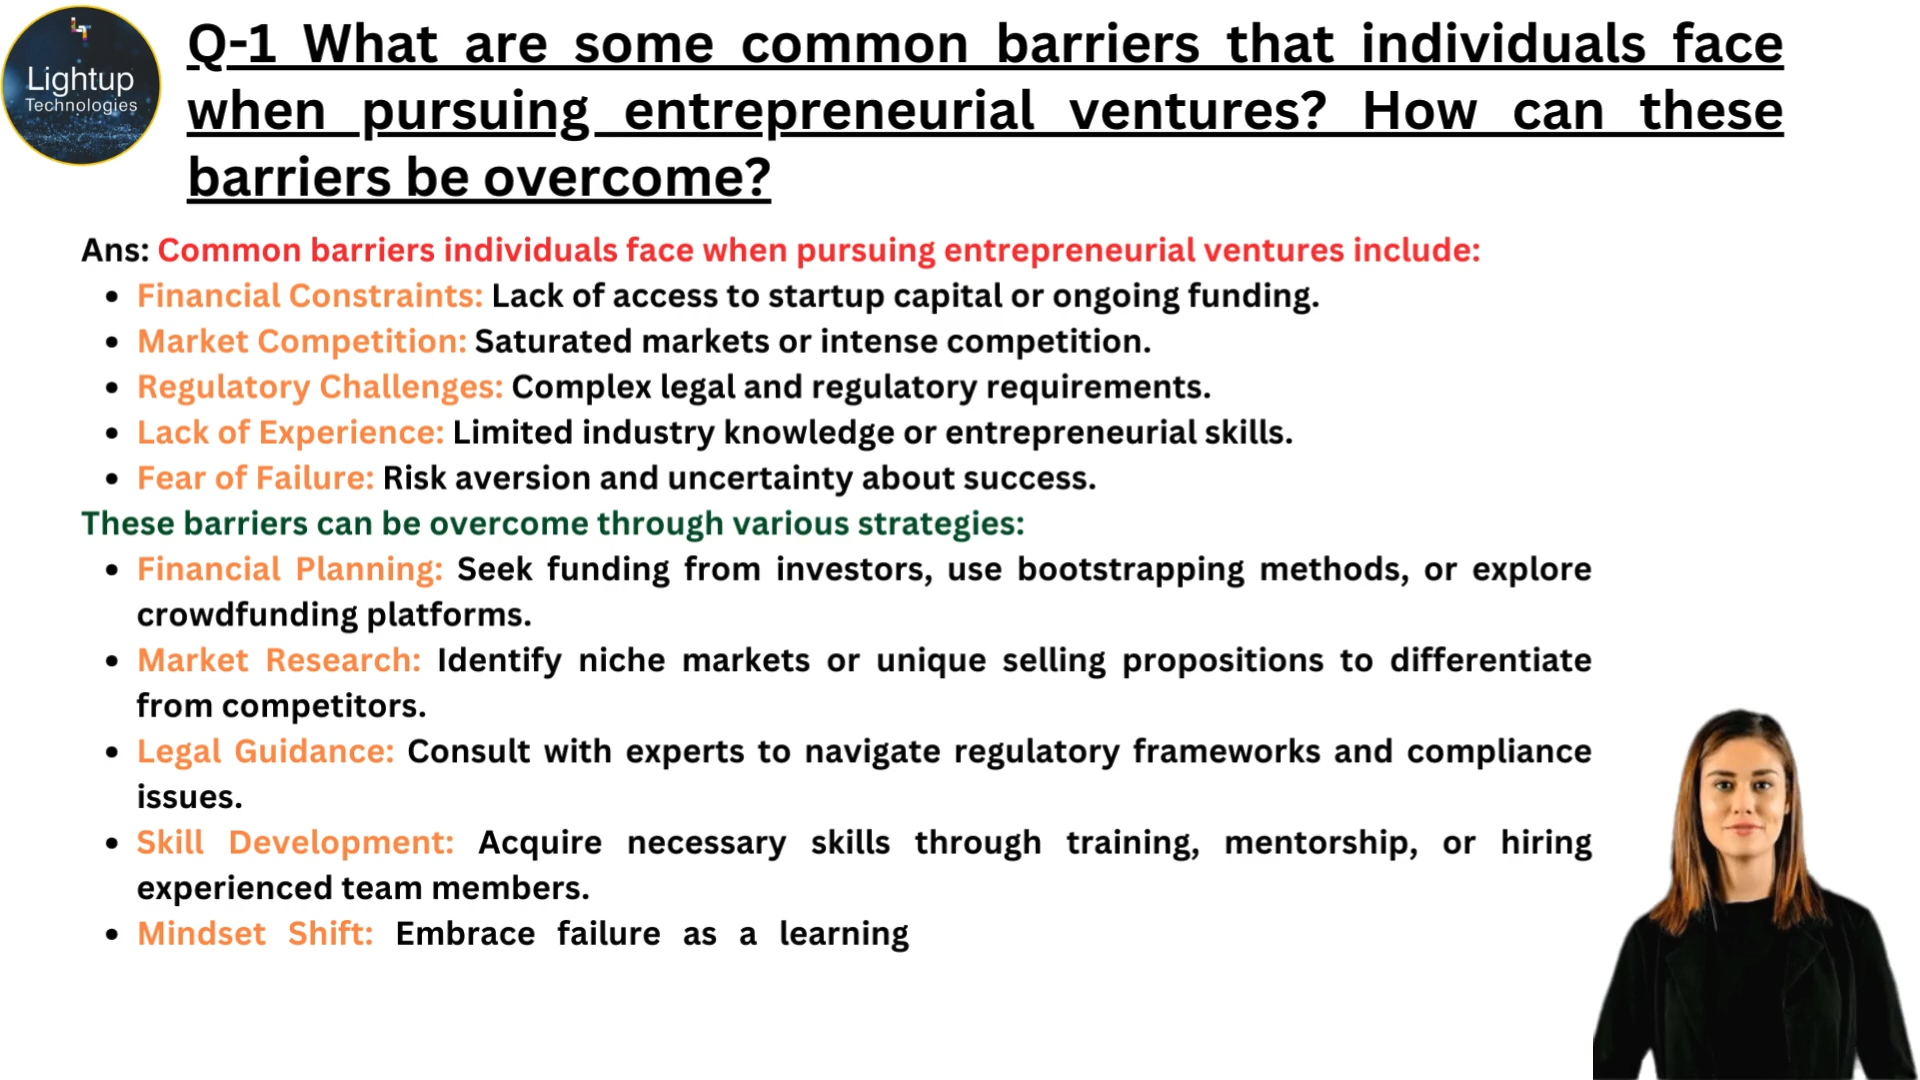 LT
Lightup
Technologies
Q-1 What are some common barriers that individuals face
when pursuing entrepreneurial ventures? How can these
barriers be overcome?
Ans: Common barriers individuals face when pursuing entrepreneurial ventures include:
• Financial Constraints: Lack of access to startup capital or ongoing funding.
• Market Competition: Saturated markets or intense competition.
• Regulatory Challenges: Complex legal and regulatory requirements.
• Lack of Experience: Limited industry knowledge or entrepreneurial skills.
• Fear of Failure: Risk aversion and uncertainty about success.
These barriers can be overcome through various strategies:
• Financial Planning: Seek funding from investors, use bootstrapping methods, or explore
crowdfunding platforms.
• Market Research: Identify niche markets or unique selling propositions to differentiate
from competitors.
• Legal Guidance: Consult with experts to navigate regulatory frameworks and compliance
issues.
• Skill Development: Acquire necessary skills through training, mentorship, or hiring
experienced team members.
• Mindset Shift: Embrace failure as a learning